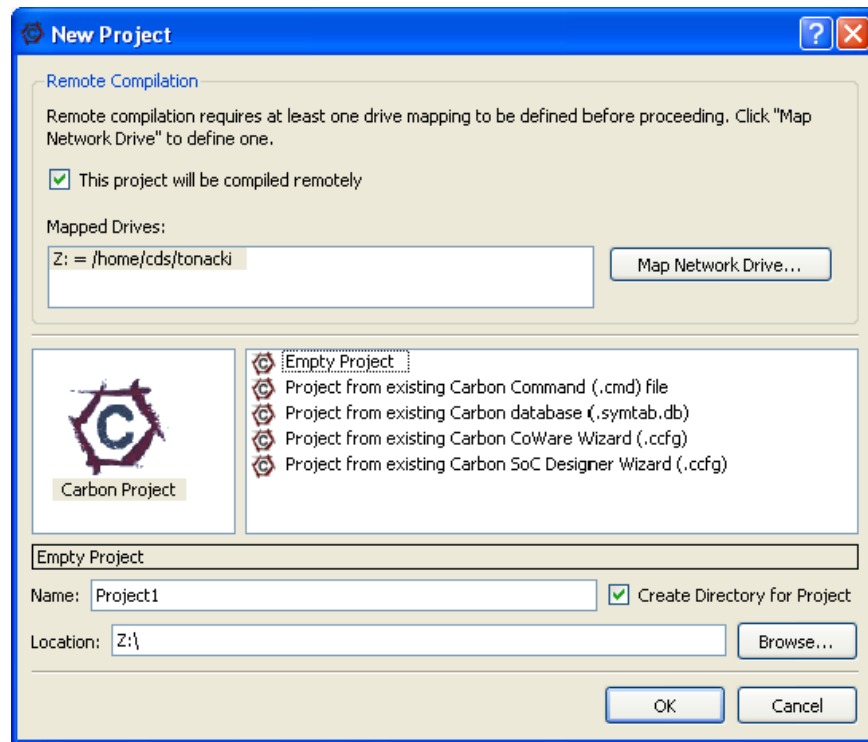 New Project
Remote Compilation
Remote compilation requires at least one drive mapping to be defined before proceeding. Click "Map
Network Drive" to define one.
This project will be compiled remotely
Mapped Drives:
Z: = /home/cds/tonacki
Map Network Drive...
C
Carbon Project
Empty Project
Project from existing Carbon Command (.cmd) file
Project from existing Carbon database (.symtab.db)
Project from existing Carbon CoWare Wizard (.ccfg)
Project from existing Carbon SoC Designer Wizard (.ccfg)
Empty Project
Name: Project1
Create Directory for Project
Location: Z:\
Browse...
OK
Cancel